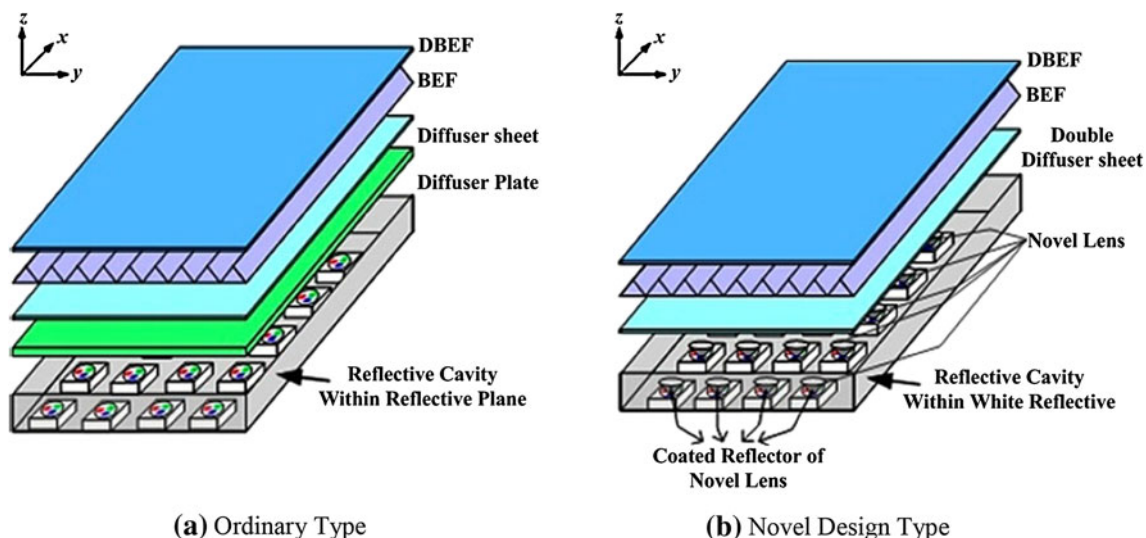 z
x
y
DBEF
BEF
Diffuser sheet
Diffuser Plate
Reflective Cavity
Within Reflective Plane
(a) Ordinary Type
z
x
y
DBEF
BEF
Double
Diffuser sheet
Novel Lens
Reflective Cavity
Within White Reflective
Coated Reflector of
Novel Lens
(b) Novel Design Type